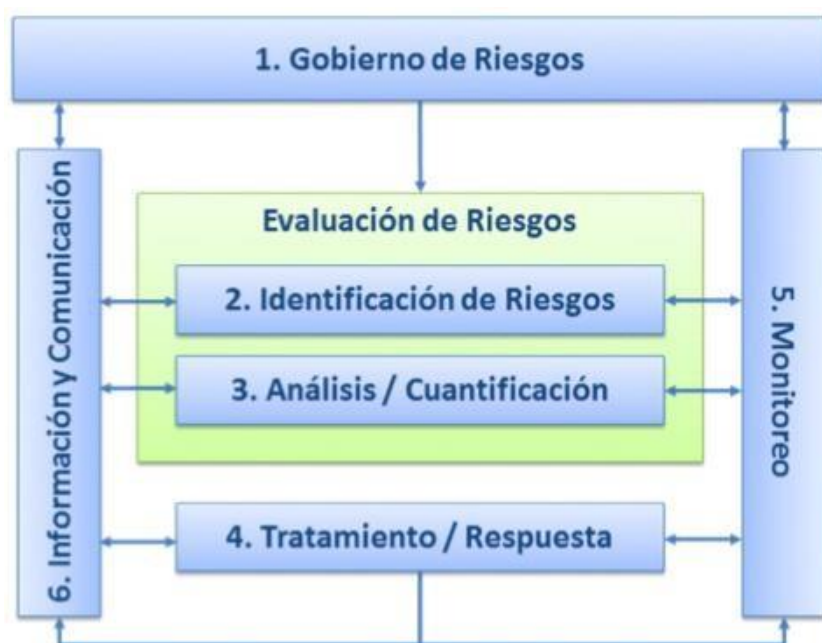 1. Gobierno de Riesgos
Evaluación de Riesgos
2. Identificación de Riesgos
3. Análisis / Cuantificación
4. Tratamiento / Respuesta
5. Monitoreo
6. Información y Comunicación